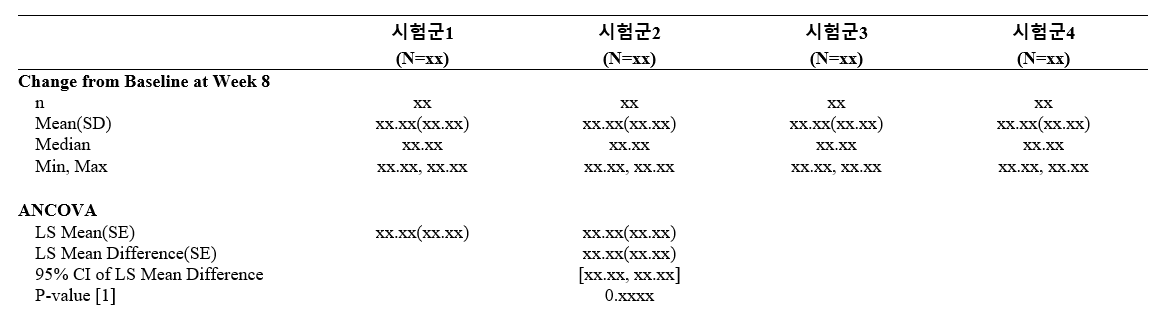 시험군1 시험군2 시험군3 시험군4
(N=xx) (N=xx) (N=xx) (N=xx)
Change from Baseline at Week 8
n xx xx xx xx
Mean(SD) xx.xx(xx.xx) xx.xx(xx.xx) xx.xx(xx.xx) xx.xx(xx.xx)
Median xx.xx xx.xx xx.xx xx.xx
Min, Max xx.xx, xx.xx xx.xx, xx.xx xx.xx, xx.xx xx.xx, xx.xx
ANCOVA
LS Mean(SE) xx.xx(xx.xx) xx.xx(xx.xx)
LS Mean Difference(SE) xx.xx(xx.xx)
95% CI of LS Mean Difference [xx.xx, xx.xx]
P-value [1] 0.xxxx